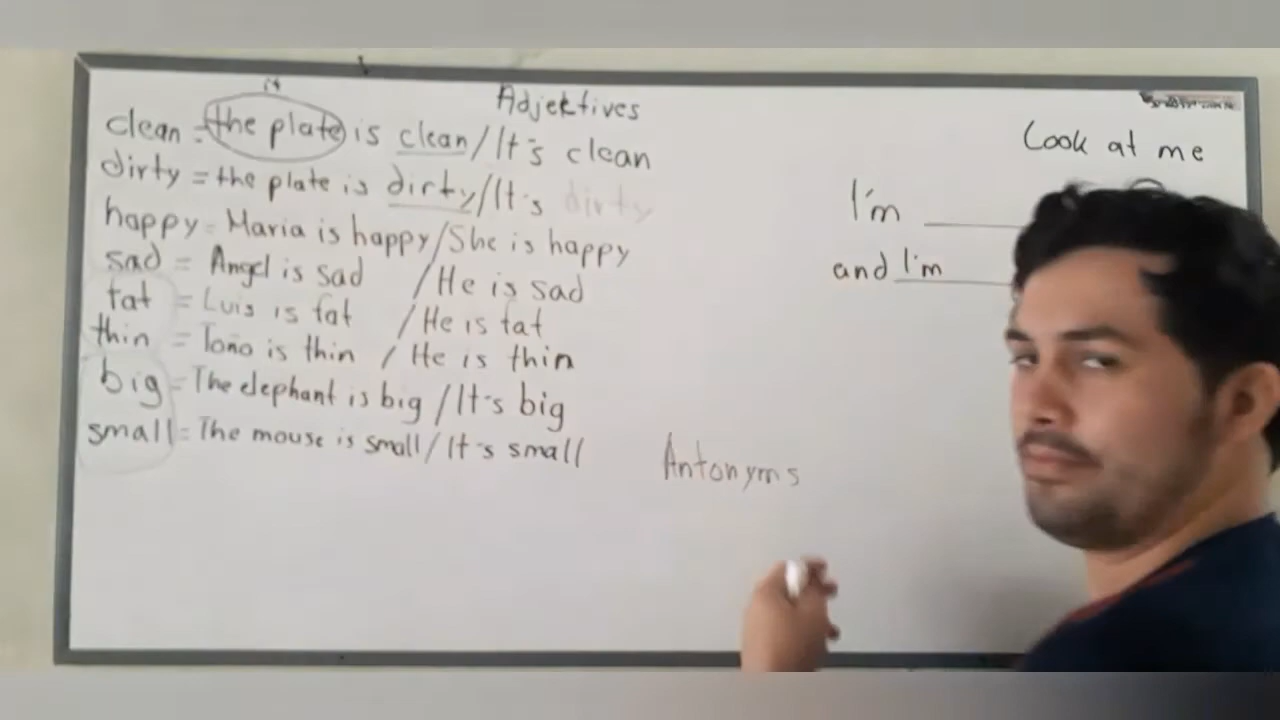 Adjektives
it
clean = the plate is clean/It's clean
dirty = the plate is dirty/It's dirty
happy = Maria is happy/She is happy
sad = Angel is sad / He is sad
fat = Luis is fat / He is fat
thin = Toño is thin / He is thin
big = The elephant is big / It's big
small = The mouse is small / It's small
Antonyms
Look at me
I'm
and I'm